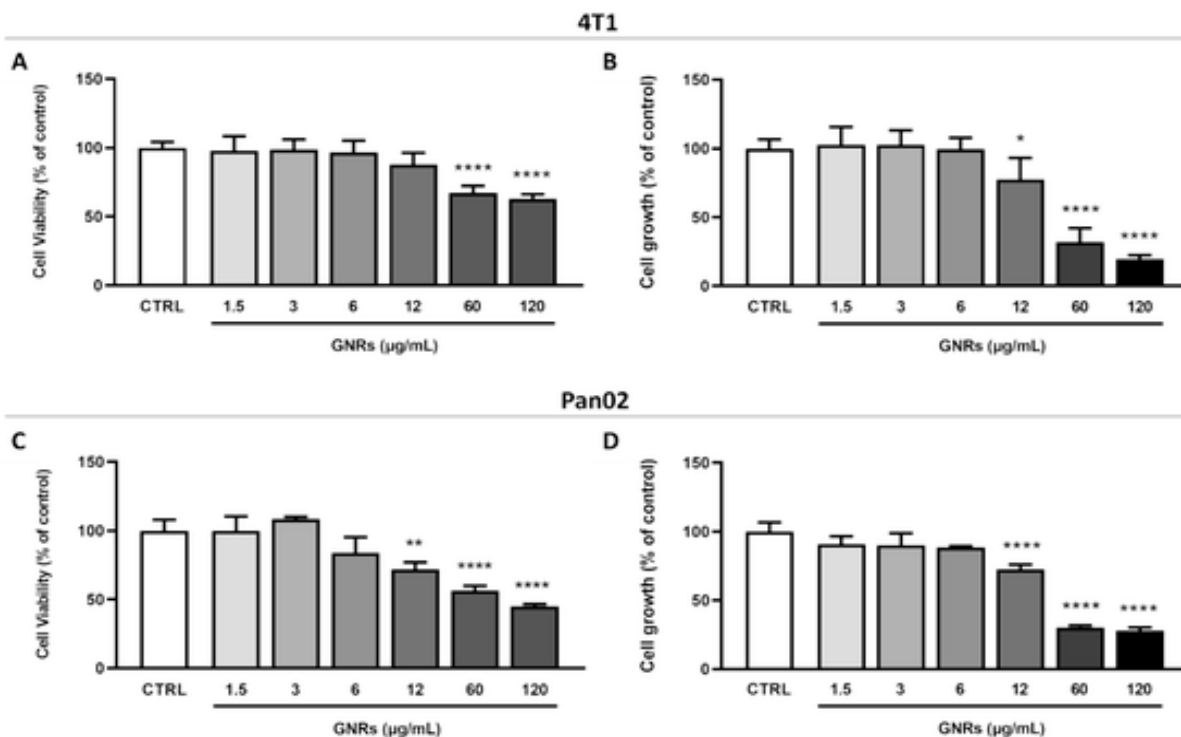 4T1
A
Cell Viability (% of control)
150
100
50
0
**** ****
CTRL 1.5 3 6 12 60 120
GNRs (µg/mL)
B
Cell growth (% of control)
150
100
50
0
*
****
****
CTRL 1.5 3 6 12 60 120
GNRs (µg/mL)
Pan02
C
Cell Viability (% of control)
150
100
50
0
**
****
****
CTRL 1.5 3 6 12 60 120
GNRs (µg/mL)
D
Cell growth (% of control)
150
100
50
0
****
**** ****
CTRL 1.5 3 6 12 60 120
GNRs (µg/mL)